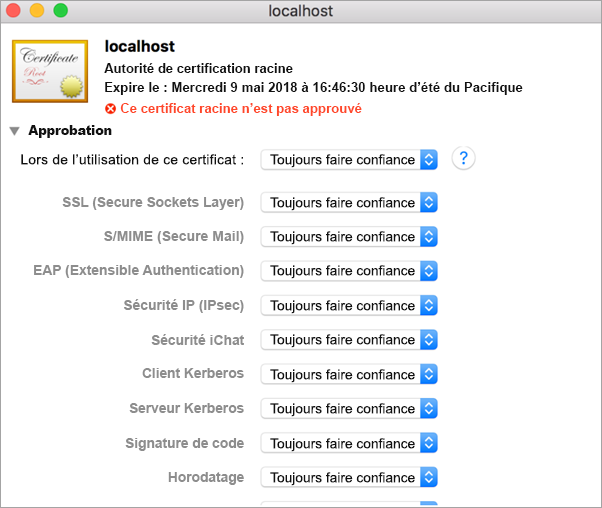 localhost
Certificate
Root
localhost
Autorité de certification racine
Expire le : Mercredi 9 mai 2018 à 16:46:30 heure d’été du Pacifique
Ce certificat racine n’est pas approuvé
Approbation
Lors de l’utilisation de ce certificat : Toujours faire confiance ?
SSL (Secure Sockets Layer) Toujours faire confiance
S/MIME (Secure Mail) Toujours faire confiance
EAP (Extensible Authentication) Toujours faire confiance
Sécurité IP (IPsec) Toujours faire confiance
Sécurité iChat Toujours faire confiance
Client Kerberos Toujours faire confiance
Serveur Kerberos Toujours faire confiance
Signature de code Toujours faire confiance
Horodatage Toujours faire confiance